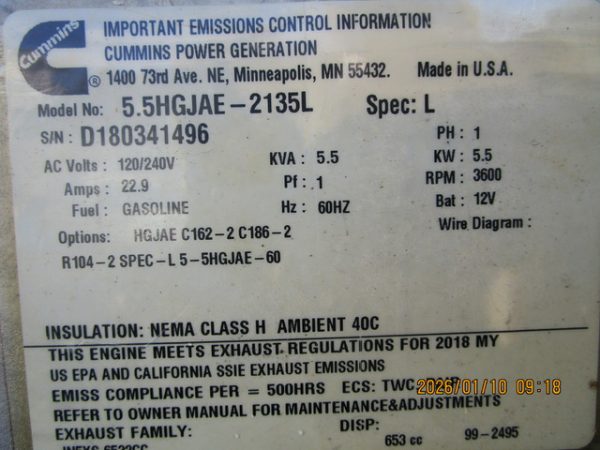 Cummins
IMPORTANT EMISSIONS CONTROL INFORMATION
CUMMINS POWER GENERATION
® 1400 73rd Ave. NE, Minneapolis, MN 55432. Made in U.S.A.
Model No: 5.5HGJAE-2135L Spec: L
S/N : D180341496 PH : 1
AC Volts : 120/240V KVA : 5.5 KW : 5.5
Amps : 22.9 Pf : 1 RPM : 3600
Fuel : GASOLINE Hz : 60HZ Bat : 12V
Wire Diagram :
Options: HGJAE C162-2 C186-2
R104-2 SPEC-L 5-5HGJAE-60
INSULATION: NEMA CLASS H AMBIENT 40C
THIS ENGINE MEETS EXHAUST REGULATIONS FOR 2018 MY
US EPA AND CALIFORNIA SSIE EXHAUST EMISSIONS
EMISS COMPLIANCE PER = 500HRS ECS: TWC
2026/01/10 09:18
REFER TO OWNER MANUAL FOR MAINTENANCE&ADJUSTMENTS
EXHAUST FAMILY: DISP:
653 cc 99-2495